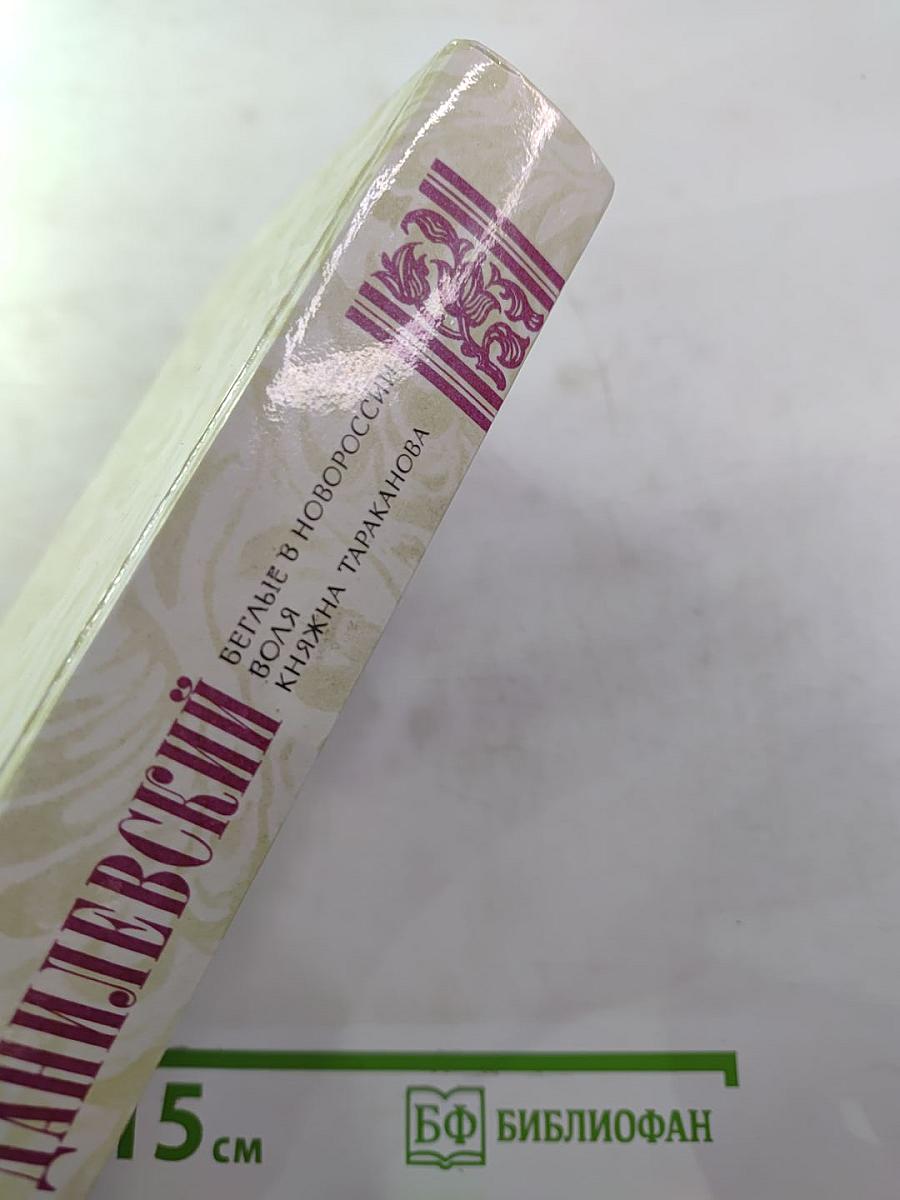 ДАНИЛЕВСКИЙ
БЕГЛЫЕ В НОВОРОССИИ
ВОЛЯ
КНЯЖНА ТАРАКАНОВА
15 см
БФ БИБЛИОФАН